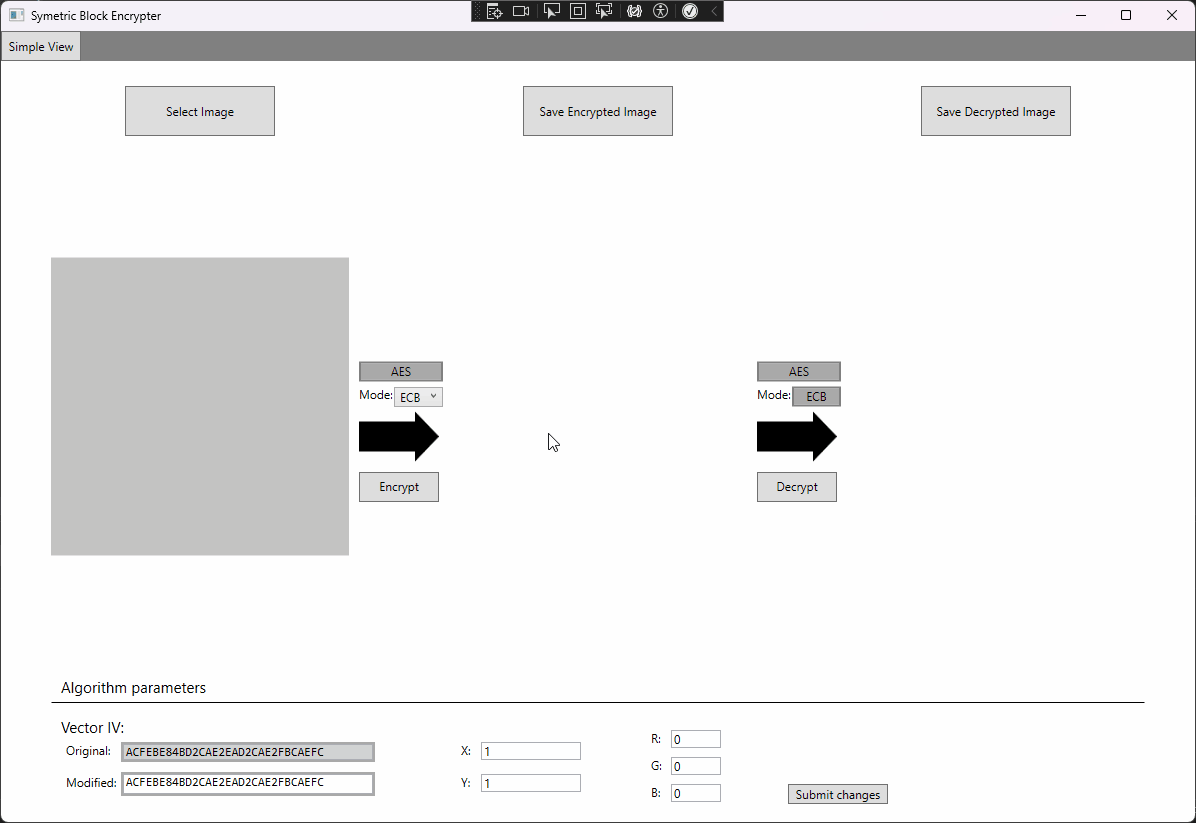 Symetric Block Encrypter
Simple View
Select Image
Save Encrypted Image
Save Decrypted Image
AES
Mode: ECB
Encrypt
AES
Mode: ECB
Decrypt
Algorithm parameters
Vector IV:
Original: ACFEBE84BD2CAE2EAD2CAE2FBCAEFC
Modified: ACFEBE84BD2CAE2EAD2CAE2FBCAEFC
X: 1
Y: 1
R: 0
G: 0
B: 0
Submit changes